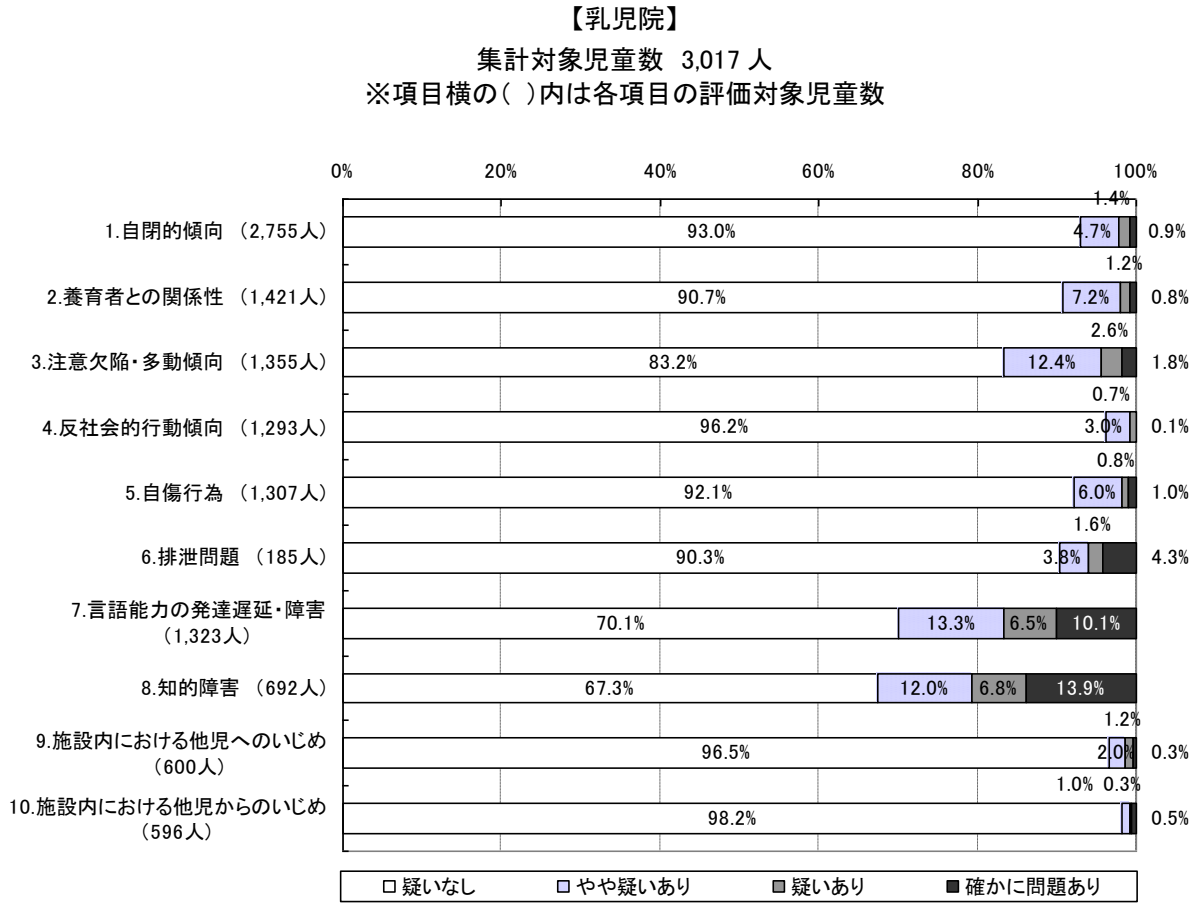 【乳児院】
集計対象児童数 3,017 人
※項目横の( )内は各項目の評価対象児童数
0% 20% 40% 60% 80% 100%
1.4%
1.自閉的傾向 (2,755人) 93.0% 4.7% 0.9%
1.2%
2.養育者との関係性 (1,421人) 90.7% 7.2% 0.8%
2.6%
3.注意欠陥・多動傾向 (1,355人) 83.2% 12.4% 1.8%
0.7%
4.反社会的行動傾向 (1,293人) 96.2% 3.0% 0.1%
0.8%
5.自傷行為 (1,307人) 92.1% 6.0% 1.0%
1.6%
6.排泄問題 (185人) 90.3% 3.8% 4.3%
7.言語能力の発達遅延・障害
(1,323人) 70.1% 13.3% 6.5% 10.1%
8.知的障害 (692人) 67.3% 12.0% 6.8% 13.9%
1.2%
9.施設内における他児へのいじめ
(600人) 96.5% 2.0% 0.3%
1.0% 0.3%
10.施設内における他児からのいじめ
(596人) 98.2% 0.5%
疑いなし やや疑いあり 疑いあり 確かに問題あり